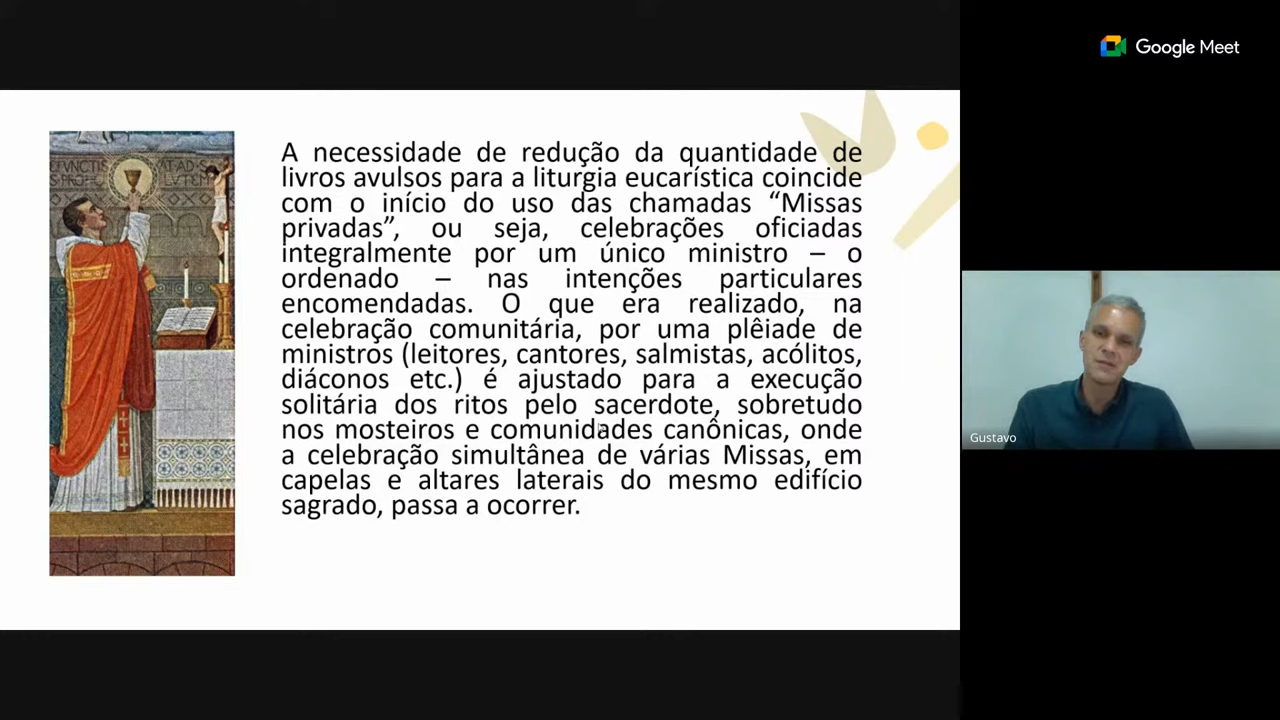 Google Meet
A necessidade de redução da quantidade de
livros avulsos para a liturgia eucarística coincide
com o início do uso das chamadas “Missas
privadas”, ou seja, celebrações oficiadas
integralmente por um único ministro – o
ordenado – nas intenções particulares
encomendadas. O que era realizado, na
celebração comunitária, por uma plêiade de
ministros (leitores, cantores, salmistas, acólitos,
diáconos etc.) é ajustado para a execução
solitária dos ritos pelo sacerdote, sobretudo
nos mosteiros e comunidades canônicas, onde
a celebração simultânea de várias Missas, em
capelas e altares laterais do mesmo edifício
sagrado, passa a ocorrer.
Gustavo